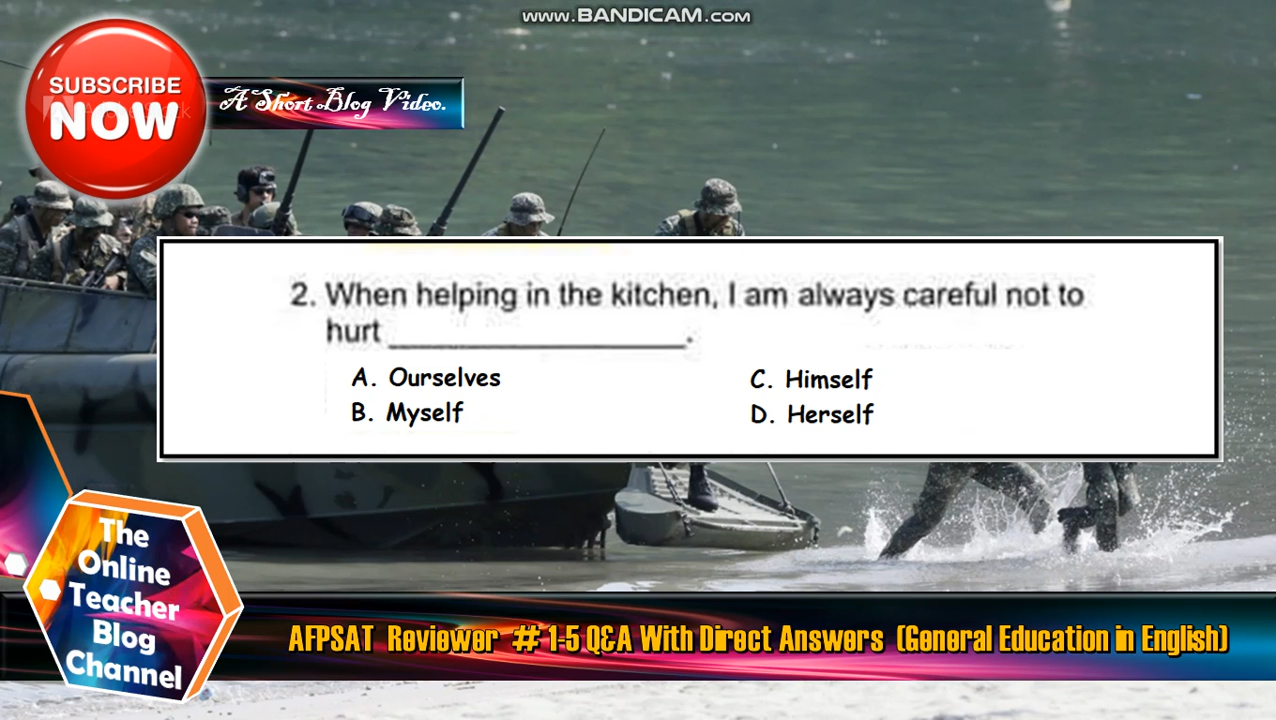 WWW.BANDICAM.COM
SUBSCRIBE
NOW
A Short Blog Video.
2. When helping in the kitchen, I am always careful not to
hurt ____________________.
A. Ourselves
C. Himself
B. Myself
D. Herself
The
Online
Teacher
Blog
Channel
AFPSAT Reviewer # 1-5 Q&A With Direct Answers (General Education in English)